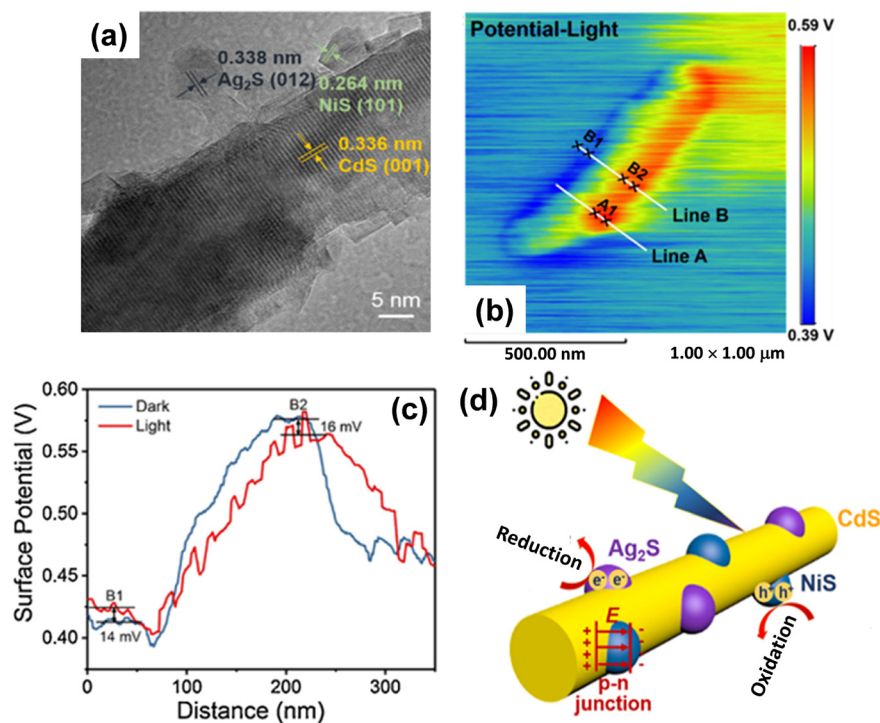 (a)
0.338 nm
Ag₂S (012)
0.264 nm
NiS (101)
0.336 nm
CdS (001)
5 nm
Potential-Light
B1
B2
A1
Line B
Line A
(b)
0.59 V
0.39 V
500.00 nm
1.00 × 1.00 μm
(c)
Dark
Light
B2
16 mV
B1
14 mV
0.60
0.55
0.50
0.45
0.40
0
100
200
300
Surface Potential (V)
Distance (nm)
(d)
CdS
Reduction
Ag₂S
e⁻ e⁻
NiS
h⁺ h⁺
Oxidation
E
+ -
+ -
+ -
+ -
p-n
junction